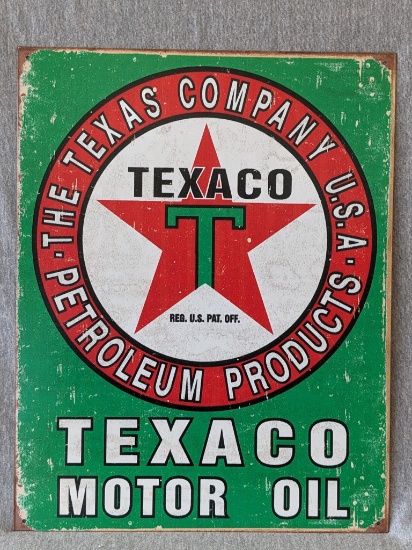 ·THE TEXAS COMPANY U.S.A·
PETROLEUM PRODUCTS
TEXACO
T
REG. U.S. PAT. OFF.
TEXACO
MOTOR OIL